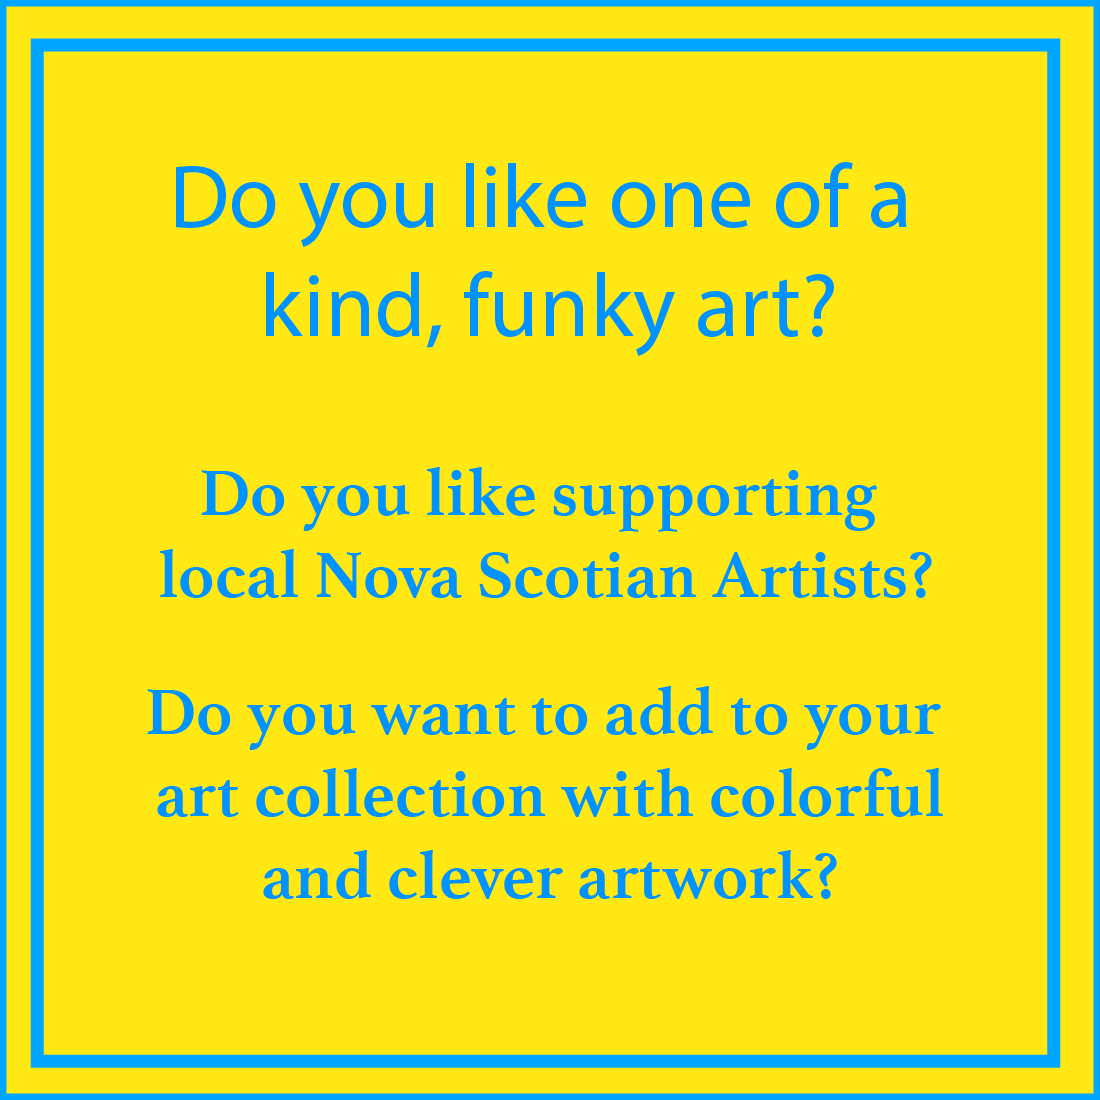 Do you like one of a
kind, funky art?
Do you like supporting
local Nova Scotian Artists?
Do you want to add to your
art collection with colorful
and clever artwork?